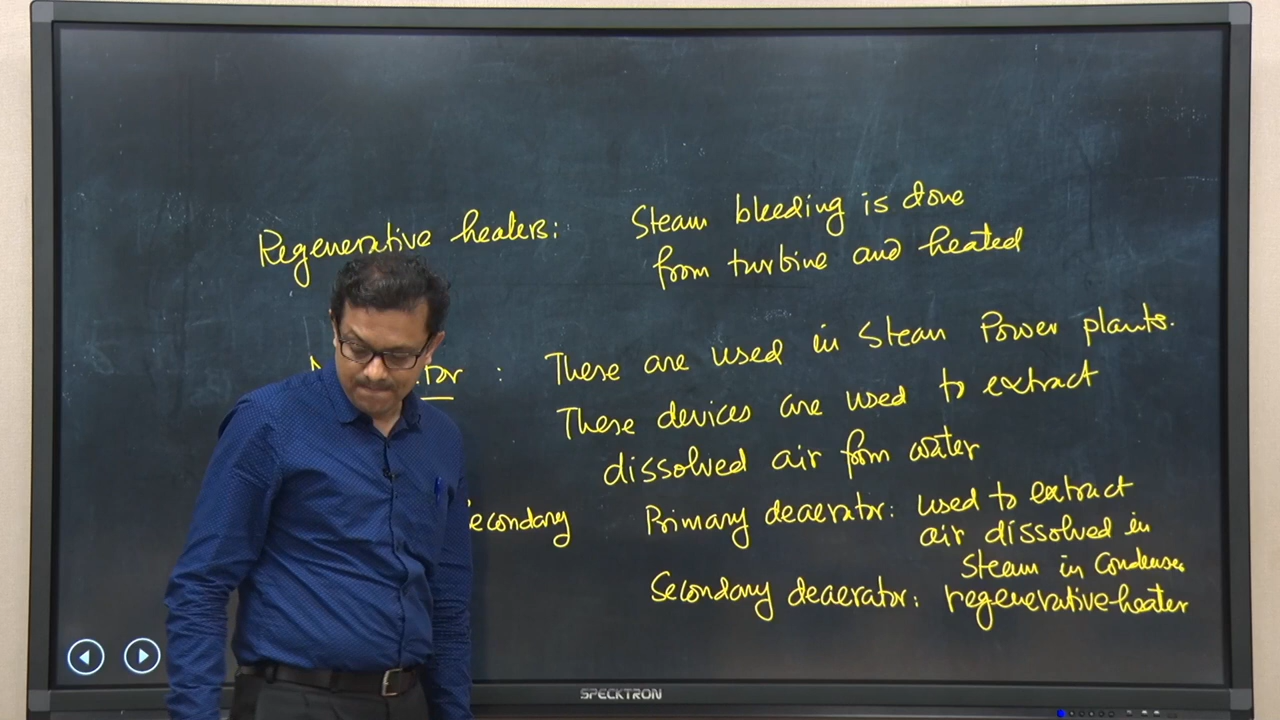 Regenerative heaters: Steam bleeding is done
from turbine and heated
: These are used in Steam Power plants.
These devices are used to extract
dissolved air from water
Secondary Primary deaerator: used to extract
air dissolved in
Steam in Condenser
Secondary deaerator: regenerative heater
SPECKTRON